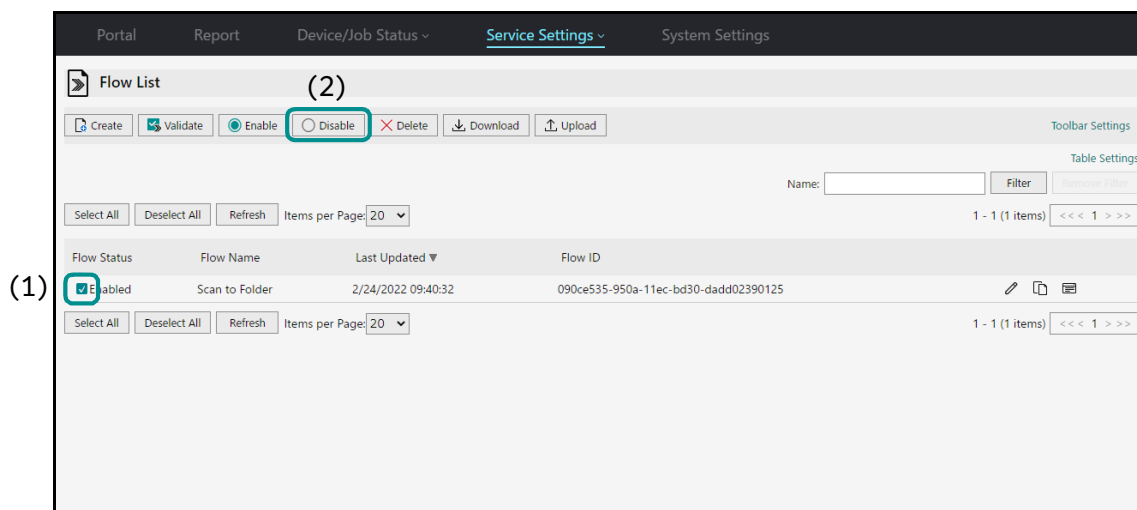 Portal Report Device/Job Status Service Settings System Settings
Flow List
(2)
Create Validate Enable Disable Delete Download Upload Toolbar Settings
Table Settings
Name: Filter Remove Filter
Select All Deselect All Refresh Items per Page: 20 1 - 1 (1 items) <<< 1 >>>
Flow Status Flow Name Last Updated ▼ Flow ID
(1) Enabled Scan to Folder 2/24/2022 09:40:32 090ce535-950a-11ec-bd30-dadd02390125
Select All Deselect All Refresh Items per Page: 20 1 - 1 (1 items) <<< 1 >>>